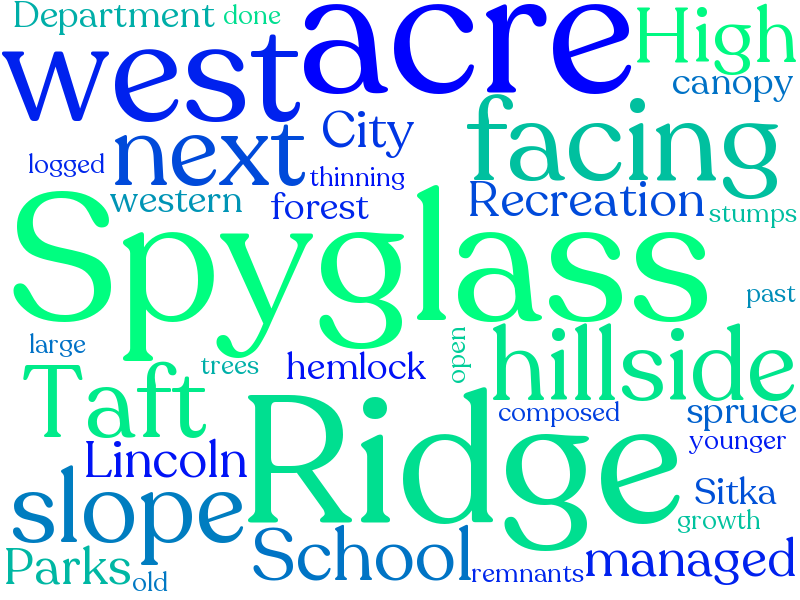 Department done acre High
west canopy
City facing
next
logged thinning
western forest Recreation stumps
Spyglass
past
large open hillside
trees hemlock
Taft composed spruce
Ridge younger
Lincoln
slope Sitka
growth
School managed
Parks old remnants